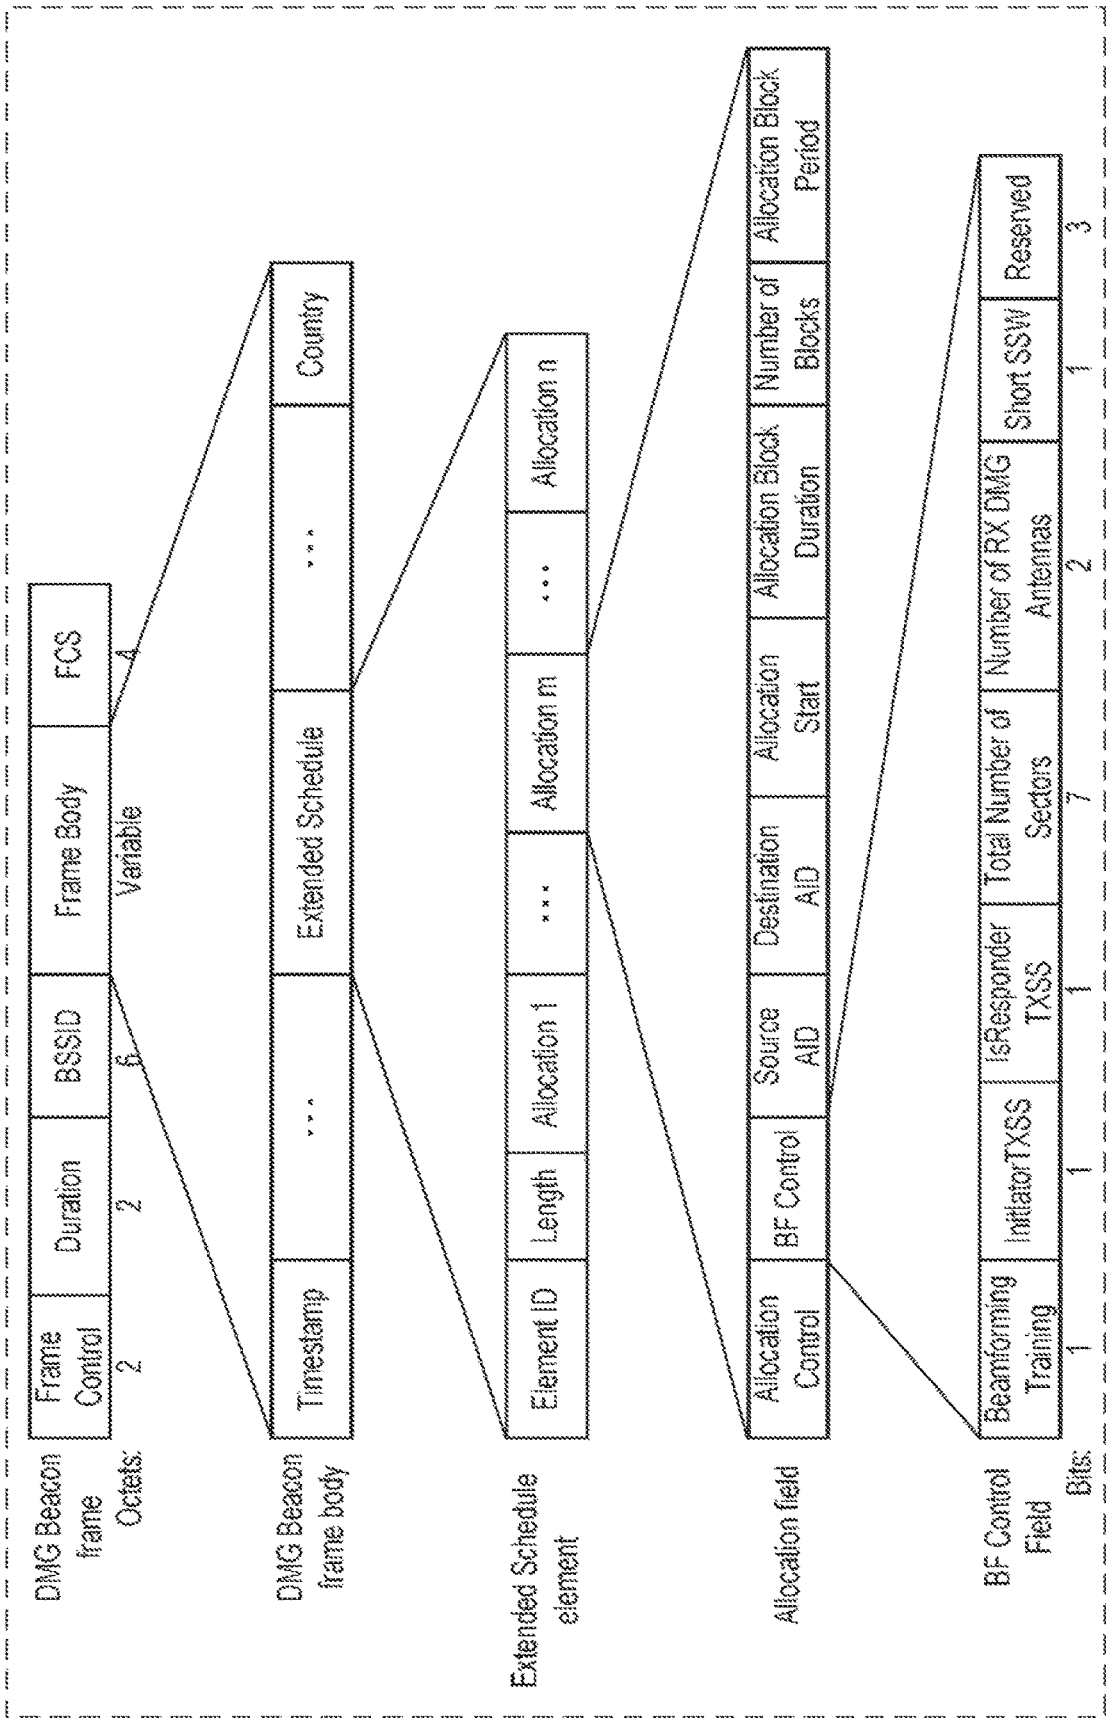 DMG Beacon
frame
Frame
Control
Duration
BSSID
Frame Body
FCS
Octets:
2
2
6
Variable
4
DMG Beacon
frame body
Timestamp
...
Extended Schedule
...
Country
Extended Schedule
element
Element ID
Length
Allocation 1
...
Allocation m
...
Allocation n
Allocation field
Allocation
Control
BF Control
Source
AID
Destination
AID
Allocation
Start
Allocation Block
Duration
Number of
Blocks
Allocation Block
Period
BF Control
Field
Beamforming
Training
InitiatorTXSS
IsResponder
TXSS
Total Number of
Sectors
Number of RX DMG
Antennas
Short SSW
Reserved
Bits:
1
1
1
7
2
1
3